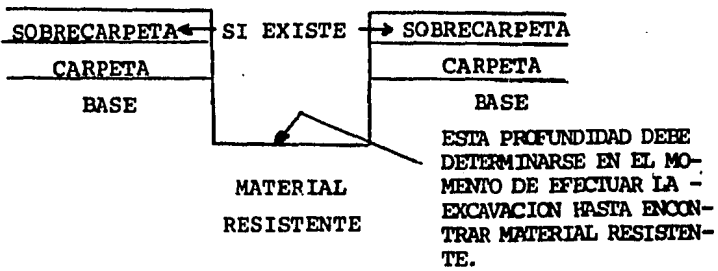 SOBRECARPETA SI EXISTE SOBRECARPETA
CARPETA CARPETA
BASE BASE
MATERIAL
RESISTENTE
ESTA PROFUNDIDAD DEBE
DETERMINARSE EN EL MO-
MENTO DE EFECTUAR LA -
EXCAVACION HASTA ENCON-
TRAR MATERIAL RESISTEN-
TE.